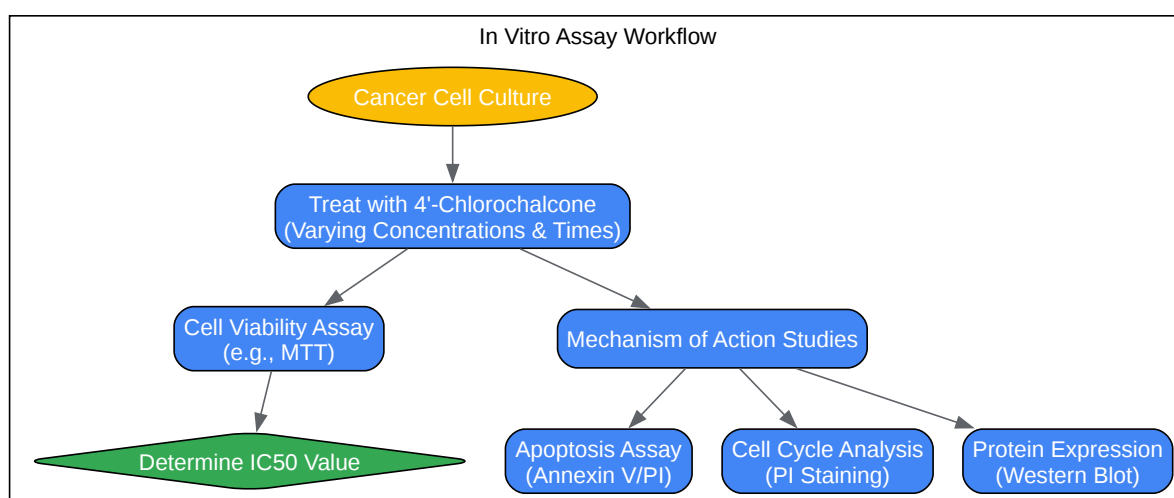 In Vitro Assay Workflow
Cancer Cell Culture
Treat with 4'-Chlorochalcone
(Varying Concentrations & Times)
Cell Viability Assay
(e.g., MTT)
Mechanism of Action Studies
Determine IC50 Value
Apoptosis Assay
(Annexin V/PI)
Cell Cycle Analysis
(PI Staining)
Protein Expression
(Western Blot)